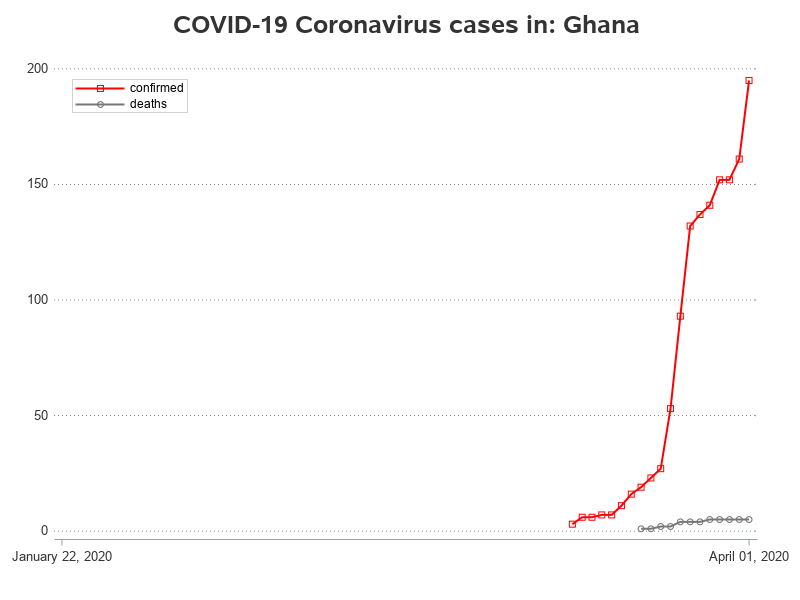 COVID-19 Coronavirus cases in: Ghana
200
confirmed
deaths
150
100
50
0
January 22, 2020
April 01, 2020